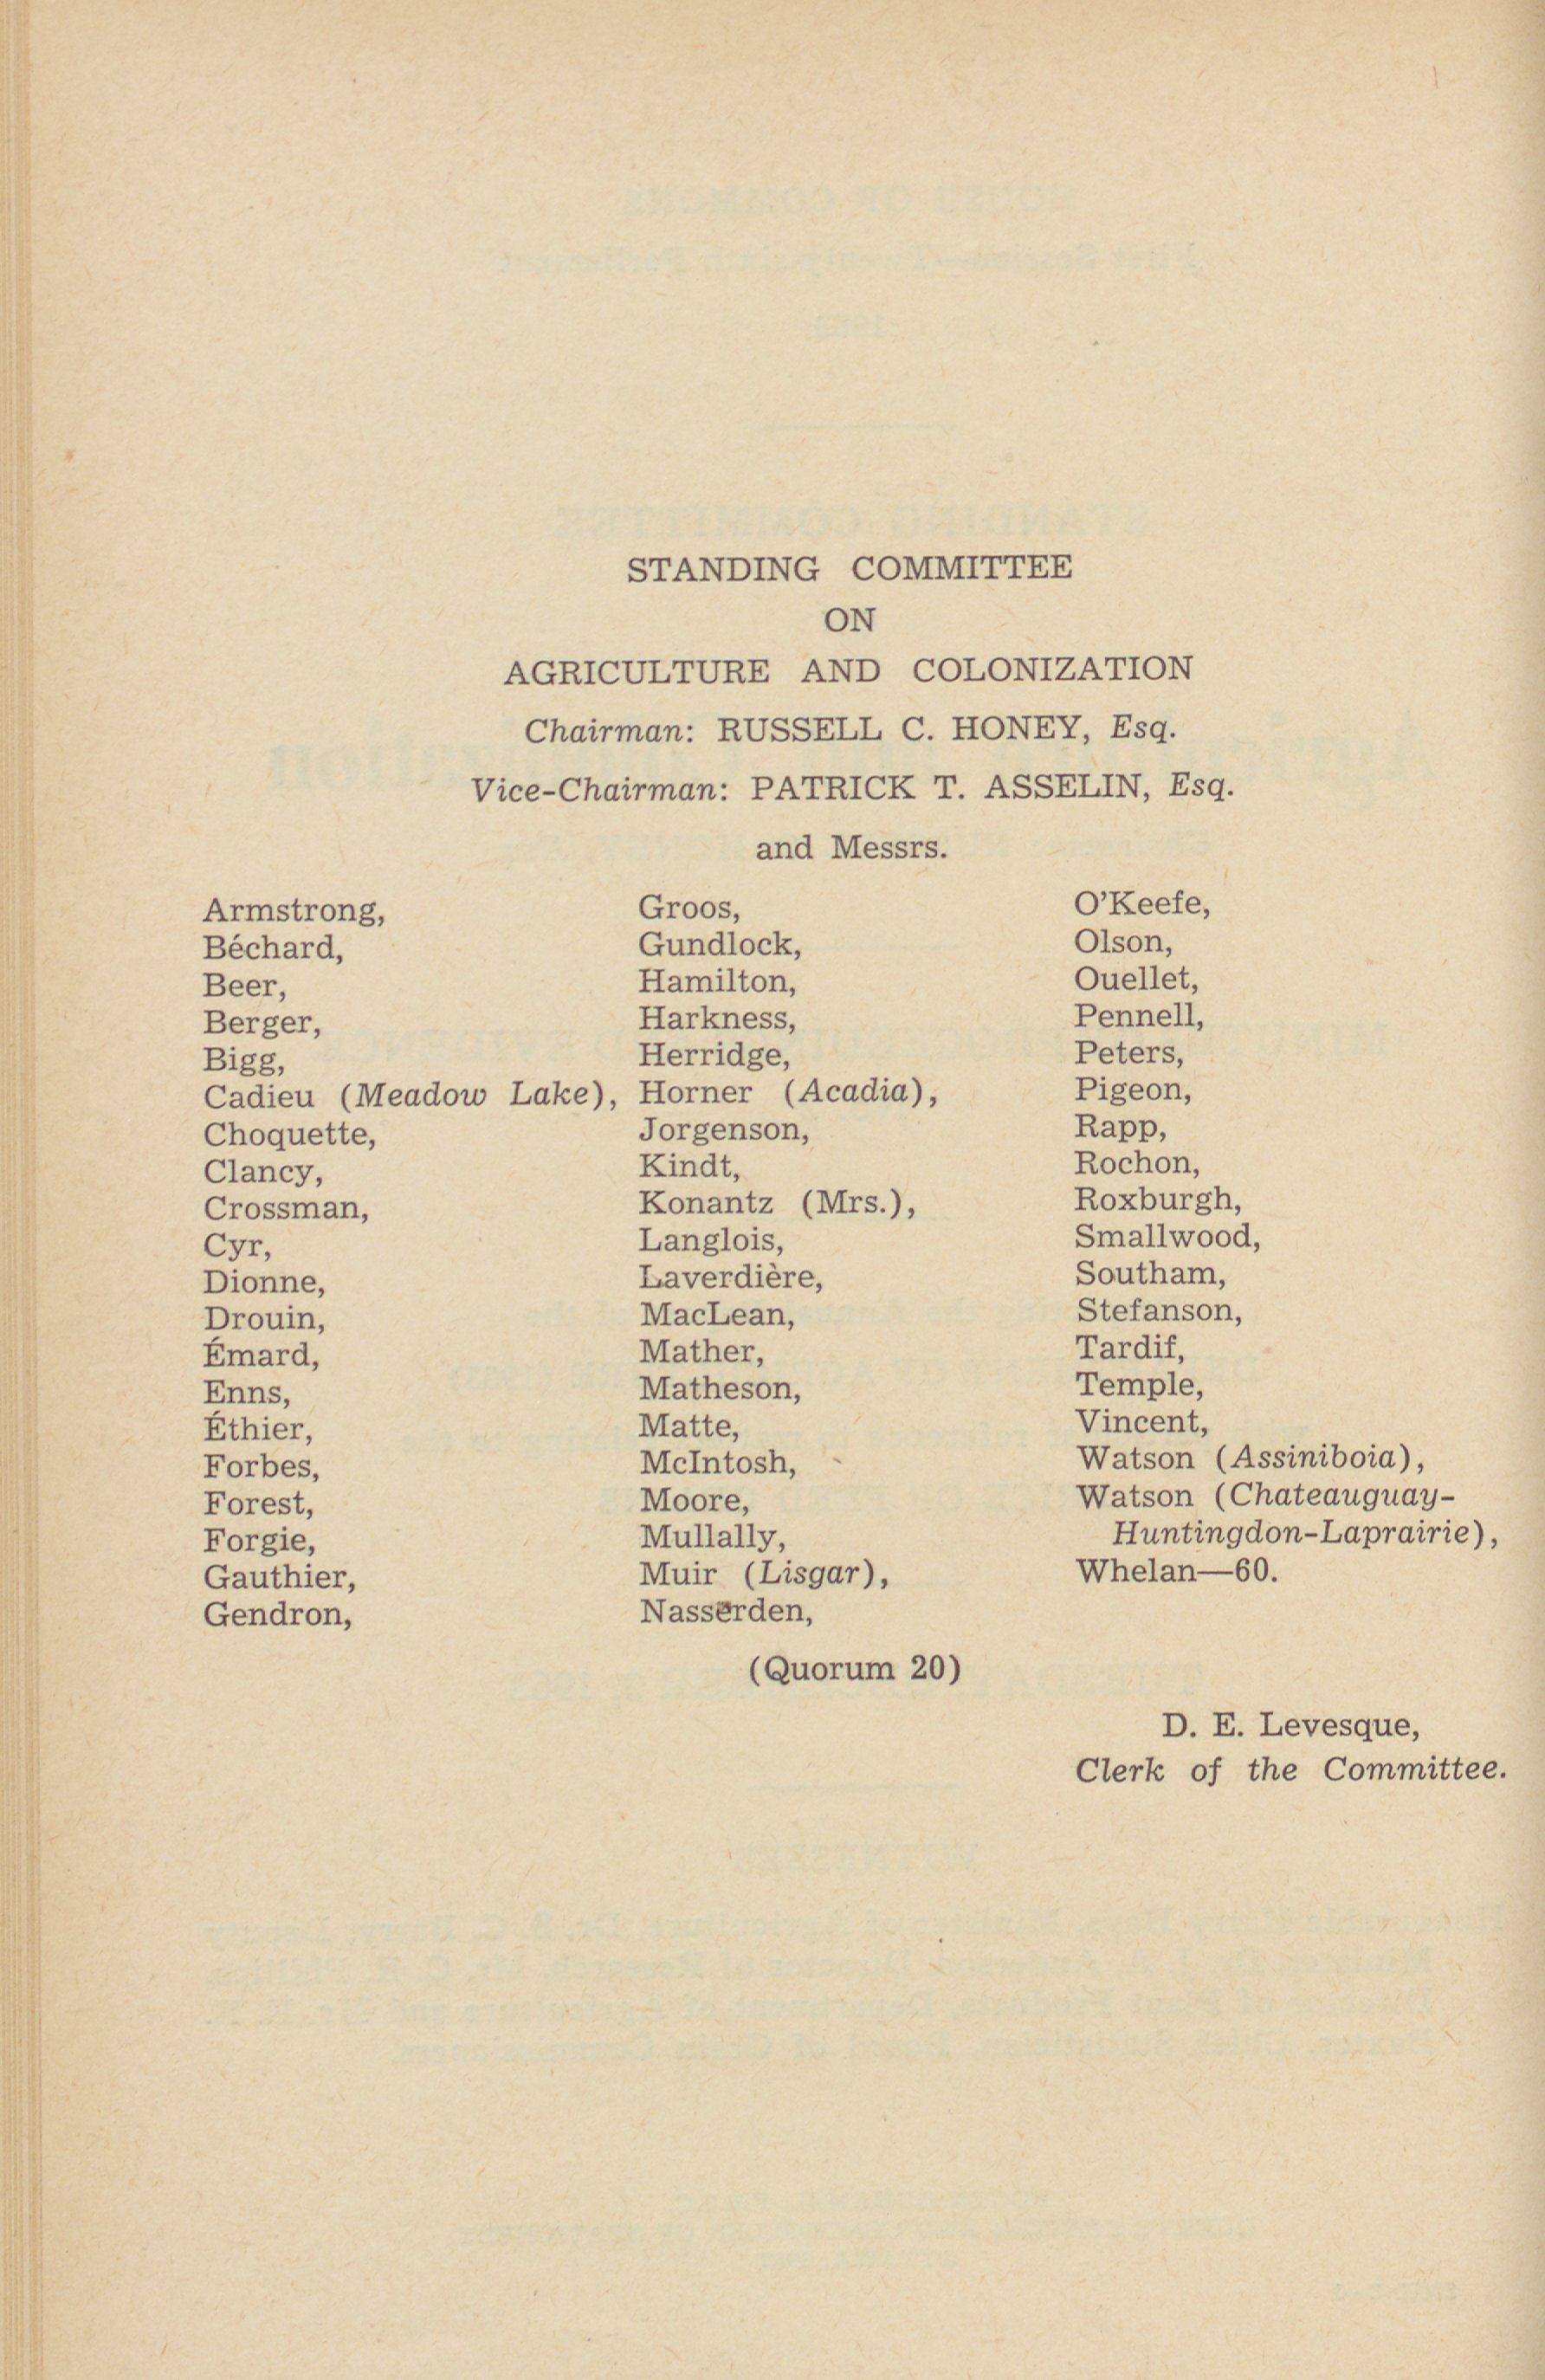 STANDING COMMITTEE
ON
AGRICULTURE AND COLONIZATION
Chairman: RUSSELL C. HONEY, Esq.
Vice-Chairman: PATRICK T. ASSELIN, Esq.
and Messrs.
Armstrong,
Béchard,
Beer,
Berger,
Bigg,
Cadieu (Meadow Lake),
Choquette,
Clancy,
Crossman,
Cyr,
Dionne,
Drouin,
Émard,
Enns,
Éthier,
Forbes,
Forest,
Forgie,
Gauthier,
Gendron,
Groos,
Gundlock,
Hamilton,
Harkness,
Herridge,
Horner (Acadia),
Jorgenson,
Kindt,
Konantz (Mrs.),
Langlois,
Laverdière,
MacLean,
Mather,
Matheson,
Matte,
McIntosh,
Moore,
Mullally,
Muir (Lisgar),
Nasserden,
O'Keefe,
Olson,
Ouellet,
Pennell,
Peters,
Pigeon,
Rapp,
Rochon,
Roxburgh,
Smallwood,
Southam,
Stefanson,
Tardif,
Temple,
Vincent,
Watson (Assiniboia),
Watson (Chateauguay-
Huntingdon-Laprairie),
Whelan—60.
(Quorum 20)
D. E. Levesque,
Clerk of the Committee.